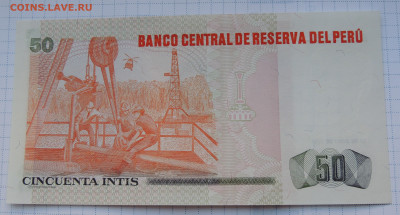 COINS.LAVE.RU
50
BANCO CENTRAL DE RESERVA DEL PERÚ
CINCUENTA INTIS
50